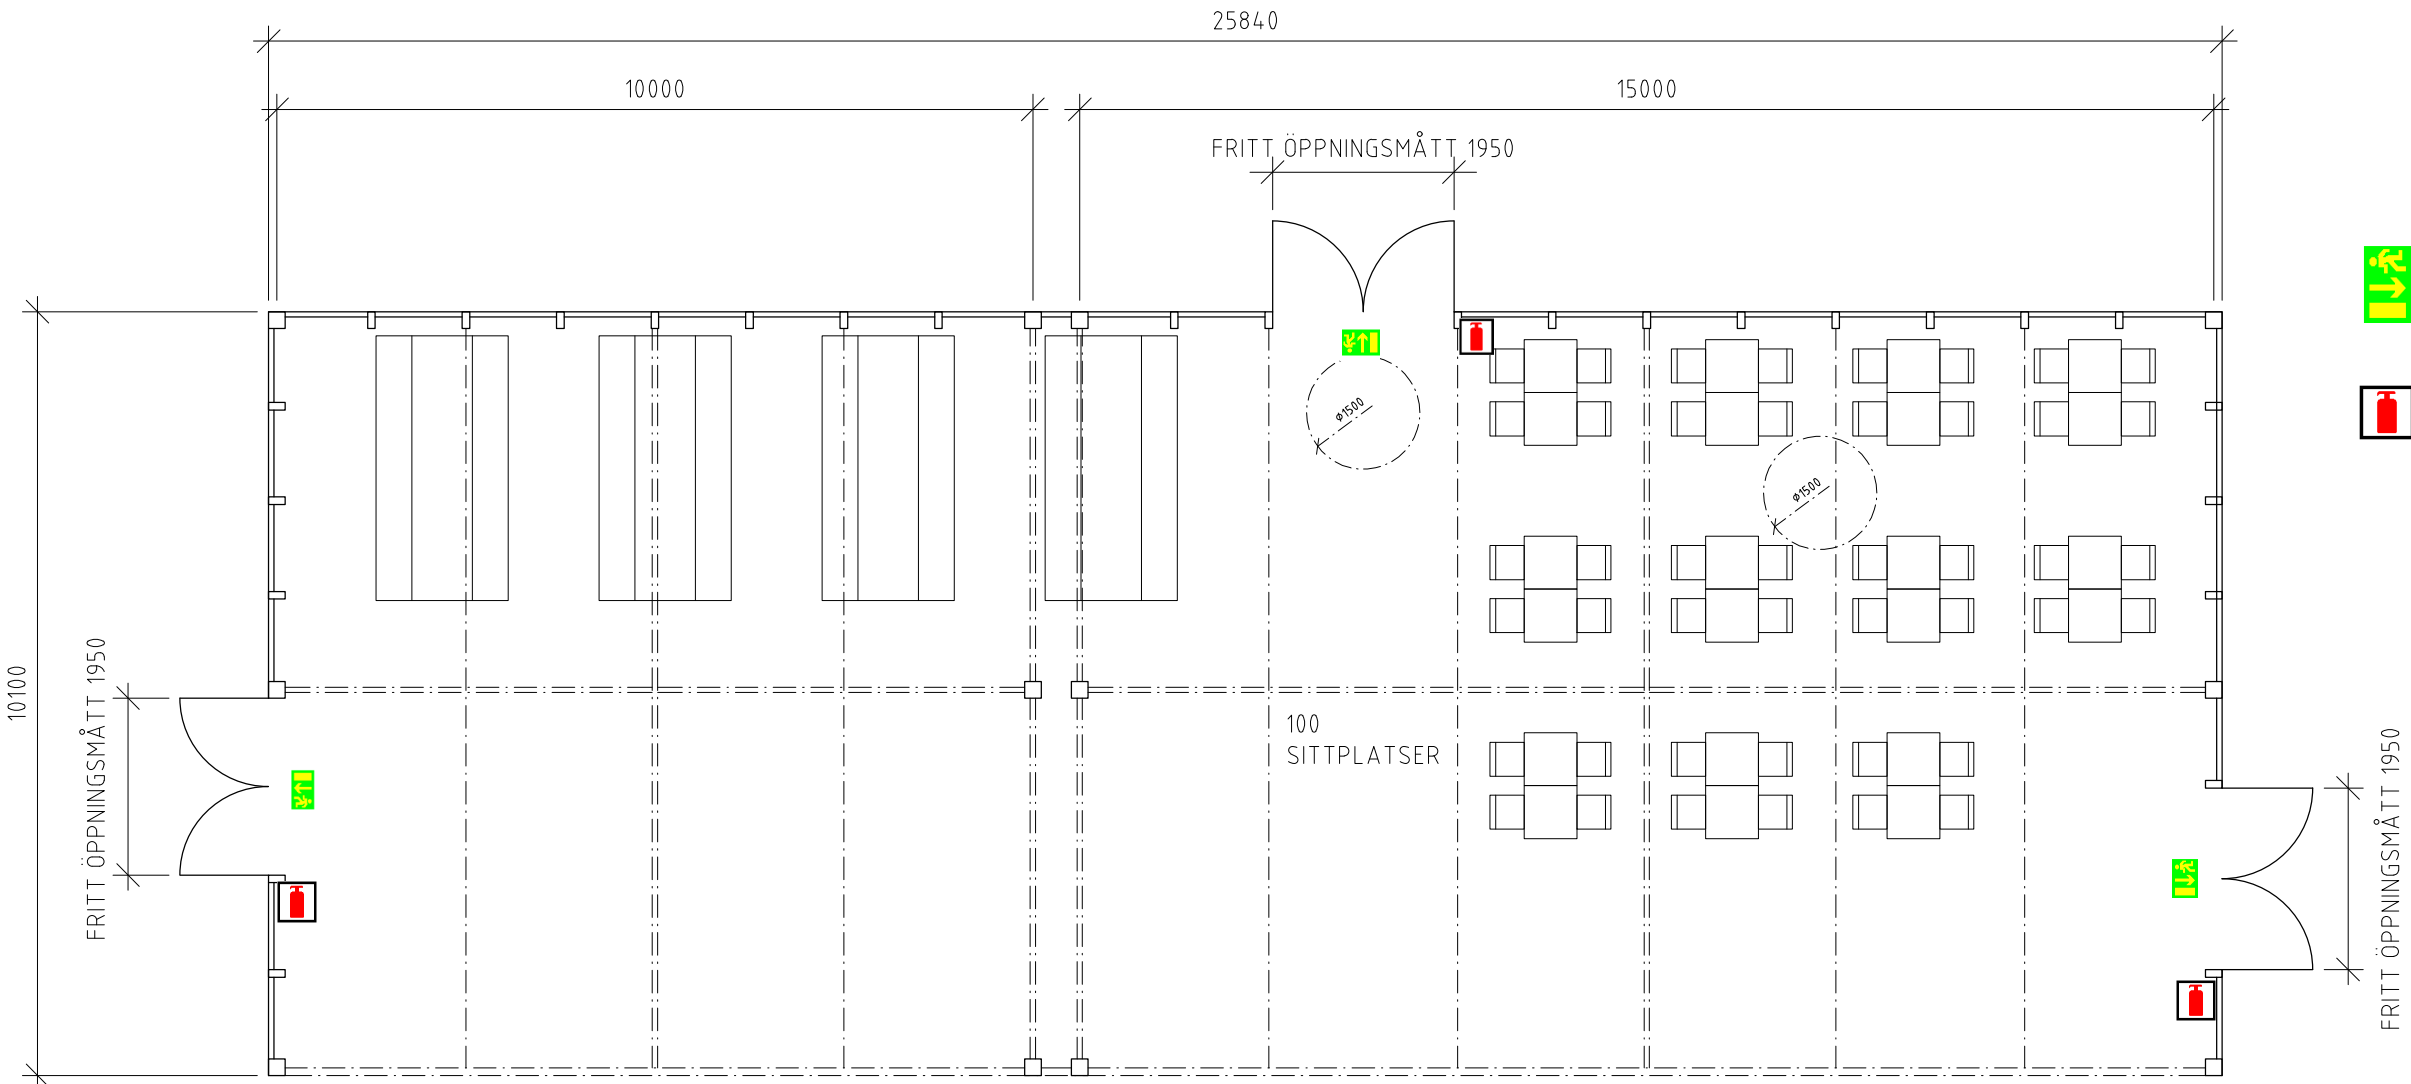 25840
10000
15000
FRITT ÖPPNINGSMÅTT 1950
ø1500
ø1500
10100
FRITT ÖPPNINGSMÅTT 1950
100
SITTPLATSER
FRITT ÖPPNINGSMÅTT 1950